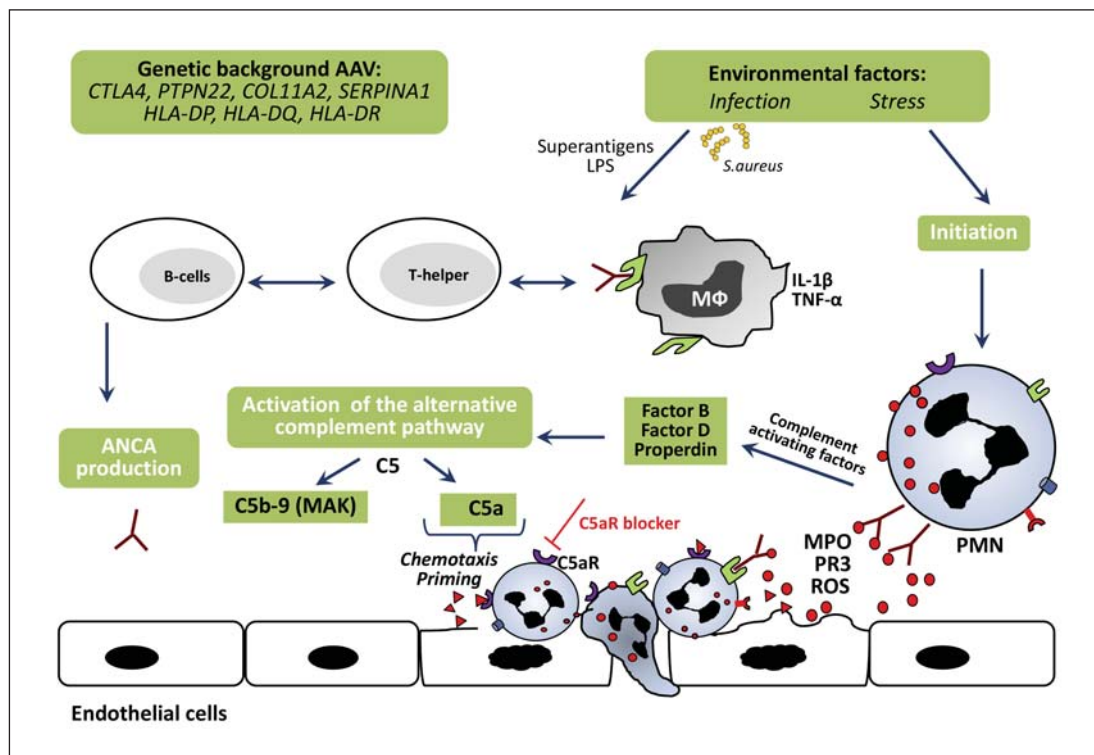 Genetic background AAV:
CTLA4, PTPN22, COL11A2, SERPINA1
HLA-DP, HLA-DQ, HLA-DR
Environmental factors:
Infection Stress
Superantigens
LPS
S.aureus
Initiation
B-cells
T-helper
MΦ
IL-1β
TNF-α
Activation of the alternative
complement pathway
Factor B
Factor D
Properdin
Complement
activating factors
ANCA
production
C5
C5b-9 (MAK)
C5a
C5aR blocker
Chemotaxis
Priming
C5aR
MPO
PR3
ROS
PMN
Endothelial cells